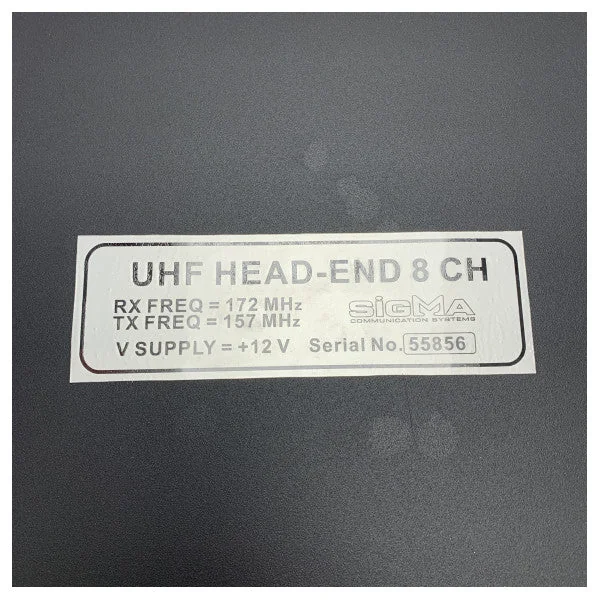 UHF HEAD-END 8 CH
RX FREQ = 172 MHz
TX FREQ = 157 MHz
SiGMA
COMMUNICATION SYSTEMS
V SUPPLY = +12 V Serial No. 55856